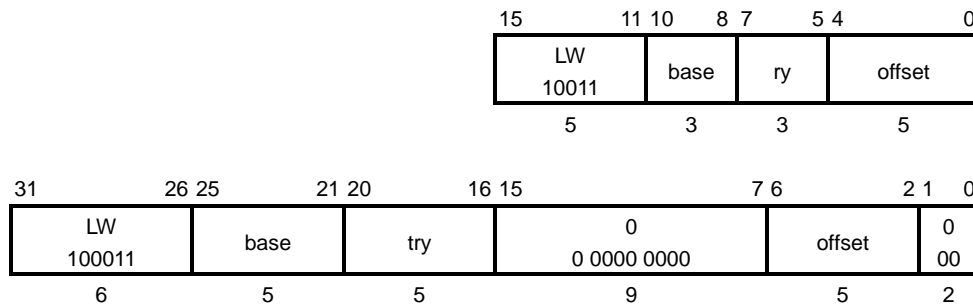 15 11 10 8 7 5 4 0
LW base ry offset
10011
5 3 3 5
31 26 25 21 20 16 15 7 6 2 1 0
LW base try 0 offset 0
100011 0 0000 0000 00
6 5 5 9 5 2